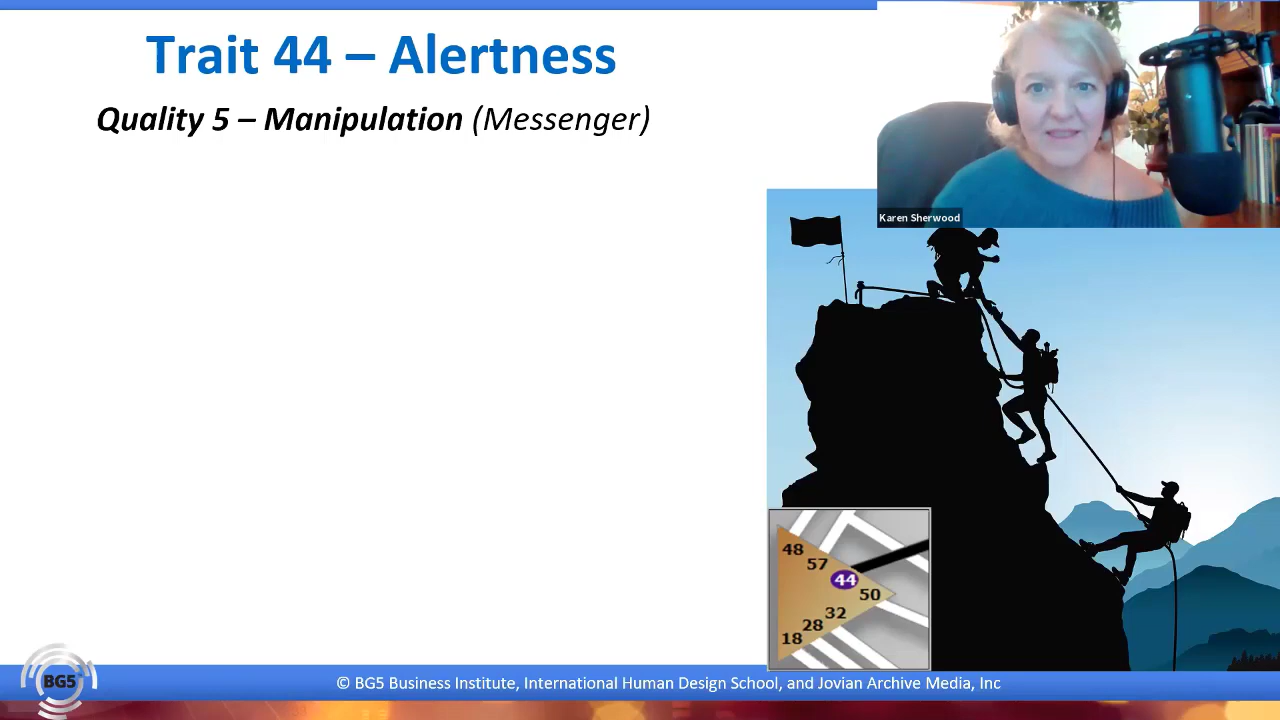 Trait 44 – Alertness
Quality 5 – Manipulation (Messenger)
Karen Sherwood
48
57
44
50
32
28
18
BG5
© BG5 Business Institute, International Human Design School, and Jovian Archive Media, Inc